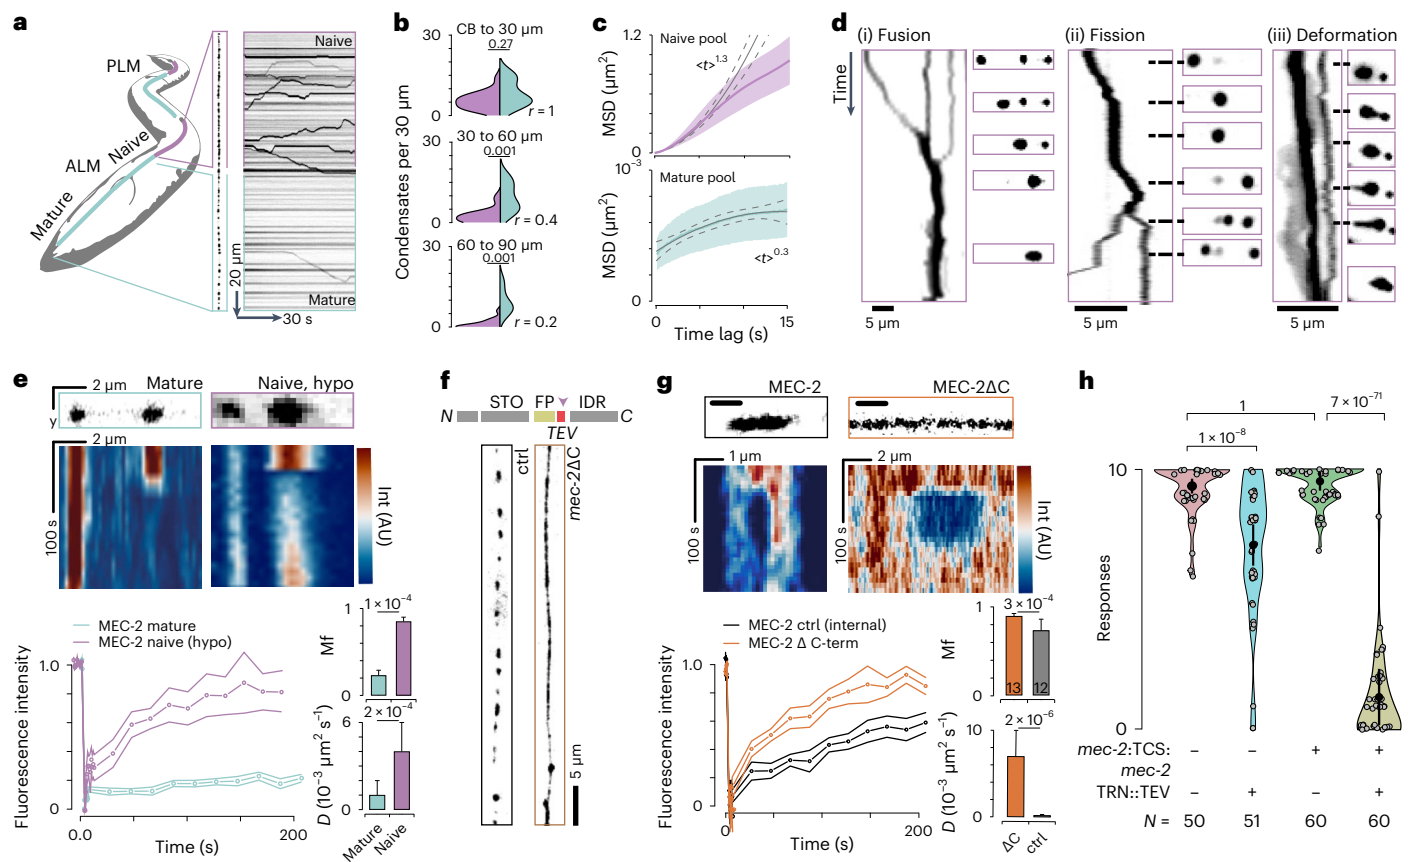 a
PLM
Naive
ALM
Mature
Naive
Mature
20 µm
30 s
b
Condensates per 30 µm
CB to 30 µm
0.27
30
0
r = 1
30 to 60 µm
0.001
30
0
r = 0.4
60 to 90 µm
0.001
30
0
r = 0.2
c
1.2
Naive pool
<t>1.3
MSD (µm²)
0
10−3
Mature pool
MSD (µm²)
<t>0.3
0
0
15
Time lag (s)
d
(i) Fusion
(ii) Fission
(iii) Deformation
Time
5 µm
5 µm
5 µm
e
2 µm
Mature
Naive, hypo
y
2 µm
100 s
Int (AU)
MEC-2 mature
MEC-2 naive (hypo)
Fluorescence intensity
1.0
0
0.0
200
Time (s)
1 × 10−4
1
Mf
0
2 × 10−4
6
D (10−3 µm² s−1)
0
Mature
Naive
f
N
STO
FP
IDR
C
TEV
ctrl
mec-2ΔC
5 µm
g
MEC-2
MEC-2ΔC
1 µm
2 µm
100 s
100 s
Int (AU)
MEC-2 ctrl (internal)
MEC-2 Δ C-term
Fluorescence intensity
1.0
0
0
200
Time (s)
3 × 10−4
1
Mf
0
13
12
2 × 10−6
10
D (10−3 µm² s−1)
0
ΔC
ctrl
h
1
7 × 10−71
1 × 10−8
10
Responses
0
mec-2:TCS:
mec-2
− − + +
TRN::TEV
− + − +
N = 50 51 60 60